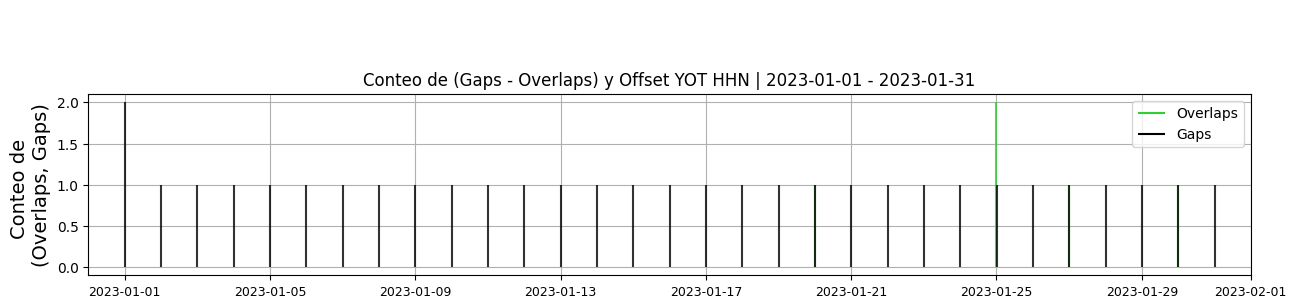 Conteo de (Gaps - Overlaps) y Offset YOT HHN | 2023-01-01 - 2023-01-31
Conteo de
(Overlaps, Gaps)
2.0
1.5
1.0
0.5
0.0
Overlaps
Gaps
2023-01-01
2023-01-05
2023-01-09
2023-01-13
2023-01-17
2023-01-21
2023-01-25
2023-01-29
2023-02-01